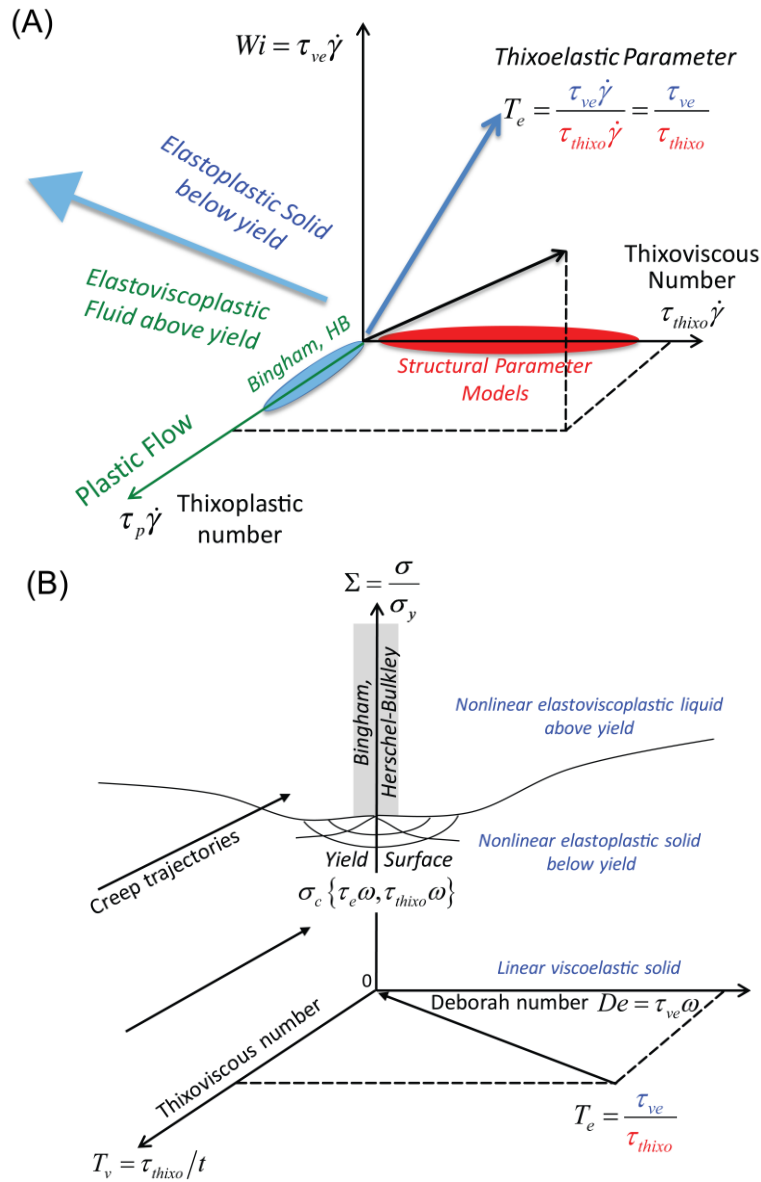 (A)
Wi = τ_ve γ̇
Thixoelastic Parameter
T_e = τ_ve γ̇ / τ_thixo γ̇ = τ_ve / τ_thixo
Elastoplastic Solid
below yield
Elastoviscoplastic
Fluid above yield
Thixoviscous
Number
τ_thixo γ̇
Bingham, HB
Structural Parameter
Models
Plastic Flow
τ_p γ̇
Thixoplastic
number
(B)
Σ = σ / σ_y
Bingham,
Herschel-Bulkley
Nonlinear elastoviscoplastic liquid
above yield
Creep trajectories
Yield Surface
Nonlinear elastoplastic solid
below yield
σ_c {τ_e ω, τ_thixo ω}
Linear viscoelastic solid
0
Deborah number De = τ_ve ω
Thixoviscous number
T_e = τ_ve / τ_thixo
T_v = τ_thixo / t